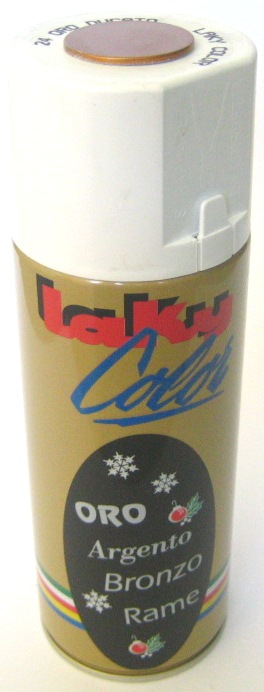 24 ORO DUCATO LAKY COLOR
Laky
Color
ORO
Argento
Bronzo
Rame